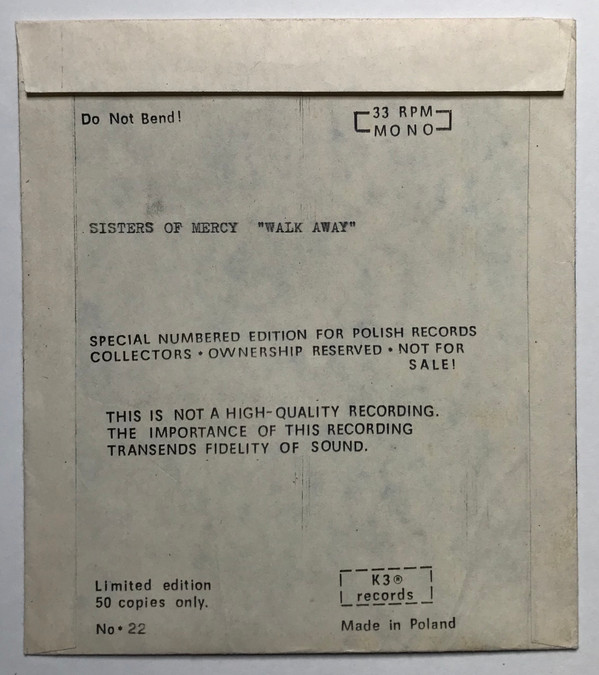 Do Not Bend!
33 RPM
MONO
SISTERS OF MERCY "WALK AWAY"
SPECIAL NUMBERED EDITION FOR POLISH RECORDS
COLLECTORS • OWNERSHIP RESERVED • NOT FOR
SALE!
THIS IS NOT A HIGH-QUALITY RECORDING.
THE IMPORTANCE OF THIS RECORDING
TRANSENDS FIDELITY OF SOUND.
Limited edition
50 copies only.
No• 22
K3®
records
Made in Poland